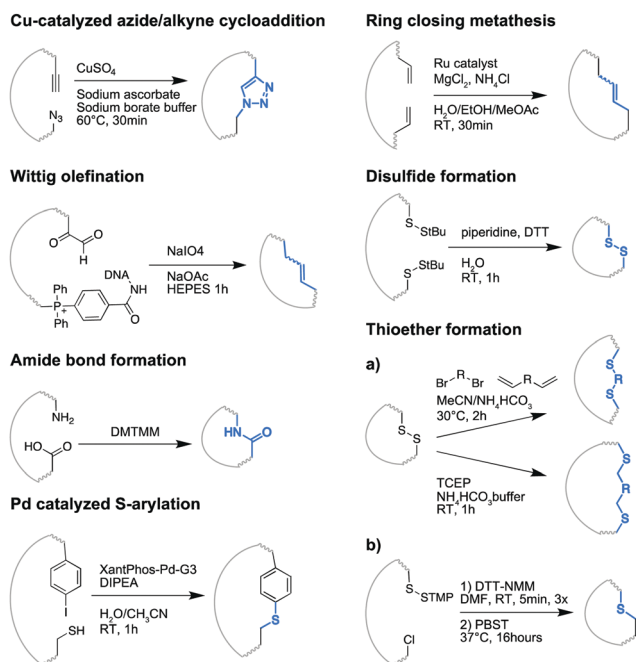 Cu-catalyzed azide/alkyne cycloaddition
CuSO₄
Sodium ascorbate
Sodium borate buffer
60°C, 30min
N₃
N
N
N
Wittig olefination
O
O
H
DNA
Ph
NH
P
+
Ph
O
NaIO4
NaOAc
HEPES 1h
Amide bond formation
NH₂
HO
O
DMTMM
HN
O
Pd catalyzed S-arylation
I
SH
XantPhos-Pd-G3
DIPEA
H₂O/CH₃CN
RT, 1h
S
Ring closing metathesis
Ru catalyst
MgCl₂, NH₄Cl
H₂O/EtOH/MeOAc
RT, 30min
Disulfide formation
S
StBu
S
StBu
piperidine, DTT
H₂O
RT, 1h
S
S
Thioether formation
a)
S
S
Br R Br
R
MeCN/NH₄HCO₃
30°C, 2h
TCEP
NH₄HCO₃buffer
RT, 1h
S
R
S
S
R
S
b)
S
STMP
Cl
1) DTT-NMM
DMF, RT, 5min, 3x
2) PBST
37°C, 16hours
S